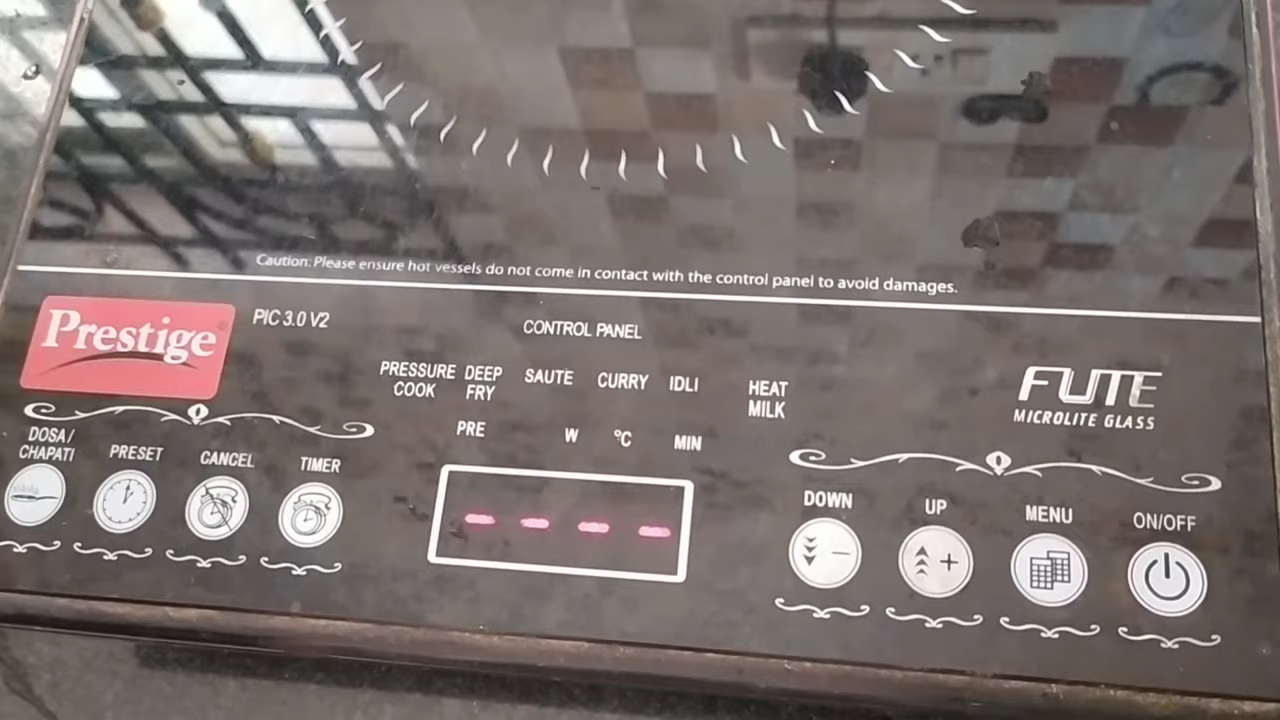 Caution: Please ensure hot vessels do not come in contact with the control panel to avoid damages.
Prestige
PIC 3.0 V2
CONTROL PANEL
PRESSURE COOK
DEEP FRY
SAUTE
CURRY
IDLI
HEAT MILK
FUTE
MICROLITE GLASS
PRE
W
°C
MIN
DOSA/
CHAPATI
PRESET
CANCEL
TIMER
- - - -
DOWN
UP
MENU
ON/OFF